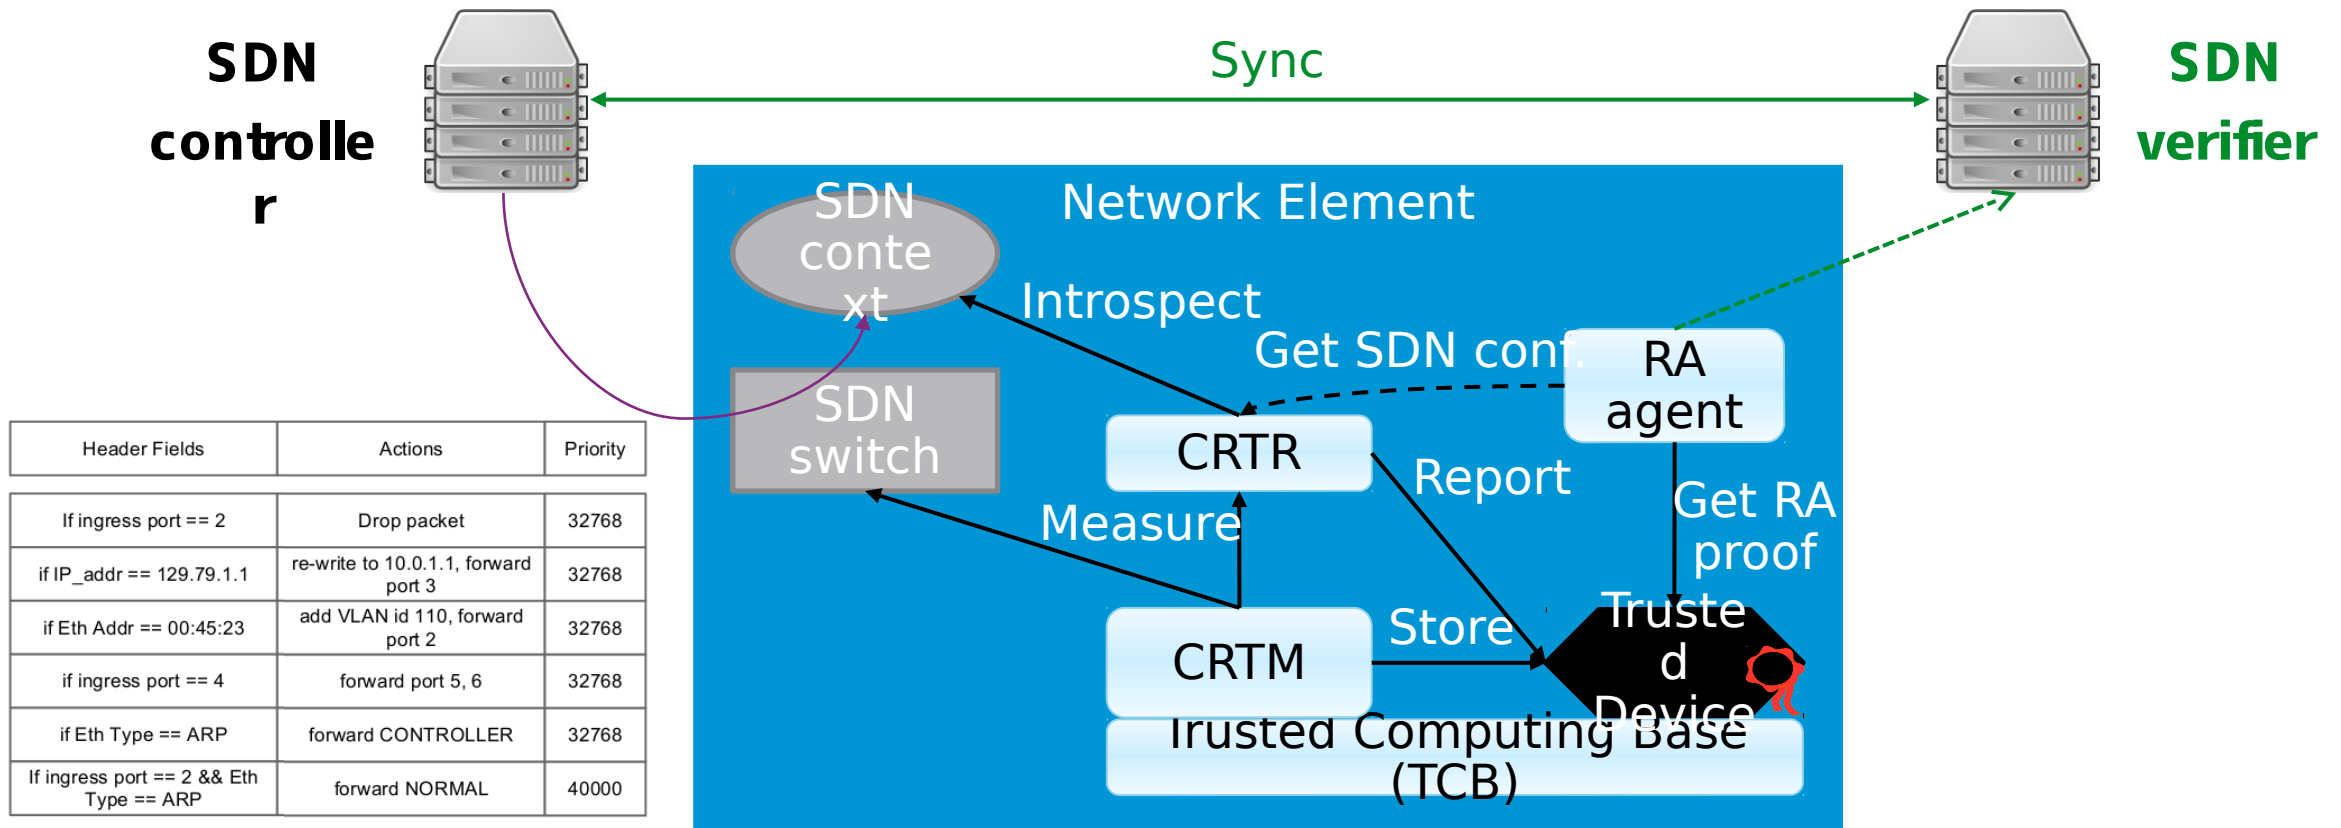 SDN
controlle
r
Sync
SDN
verifier
Network Element
SDN
conte
xt
Introspect
Get SDN conf.
RA
agent
SDN
switch
CRTR
Report
Measure
Get RA
proof
Store
CRTM
Truste
d
Device
Trusted Computing Base
(TCB)
Header Fields Actions Priority
If ingress port == 2 Drop packet 32768
if IP_addr == 129.79.1.1 re-write to 10.0.1.1, forward
port 3 32768
if Eth Addr == 00:45:23 add VLAN id 110, forward
port 2 32768
if ingress port == 4 forward port 5, 6 32768
if Eth Type == ARP forward CONTROLLER 32768
If ingress port == 2 && Eth
Type == ARP forward NORMAL 40000